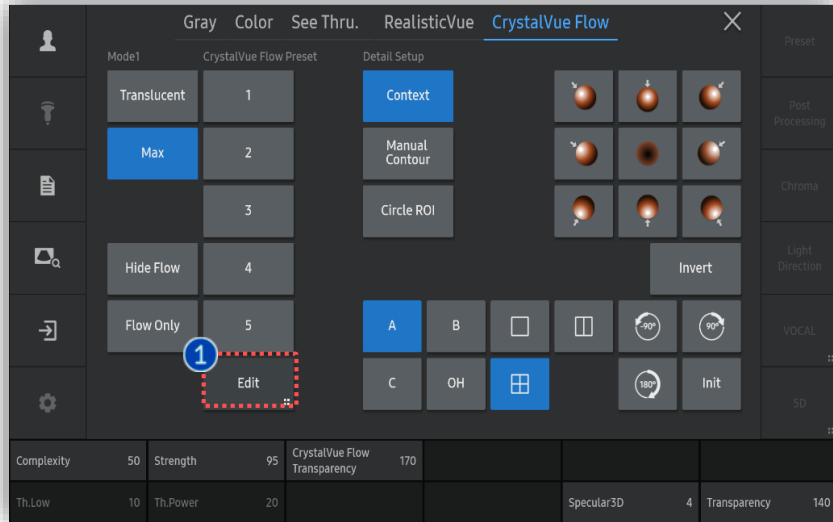 Gray Color See Thru. RealisticVue CrystalVue Flow
Preset
Mode1 CrystalVue Flow Preset Detail Setup
Translucent 1 Context
Post
Processing
Max 2 Manual
Contour
Chroma
3 Circle ROI
Light
Direction
Hide Flow 4 Invert
Flow Only 5 A B -90° 90° VOCAL
1
Edit C OH 180° Init SD
Complexity 50 Strength 95 CrystalVue Flow
Transparency 170
Th.Low 10 Th.Power 20 Specular3D 4 Transparency 140